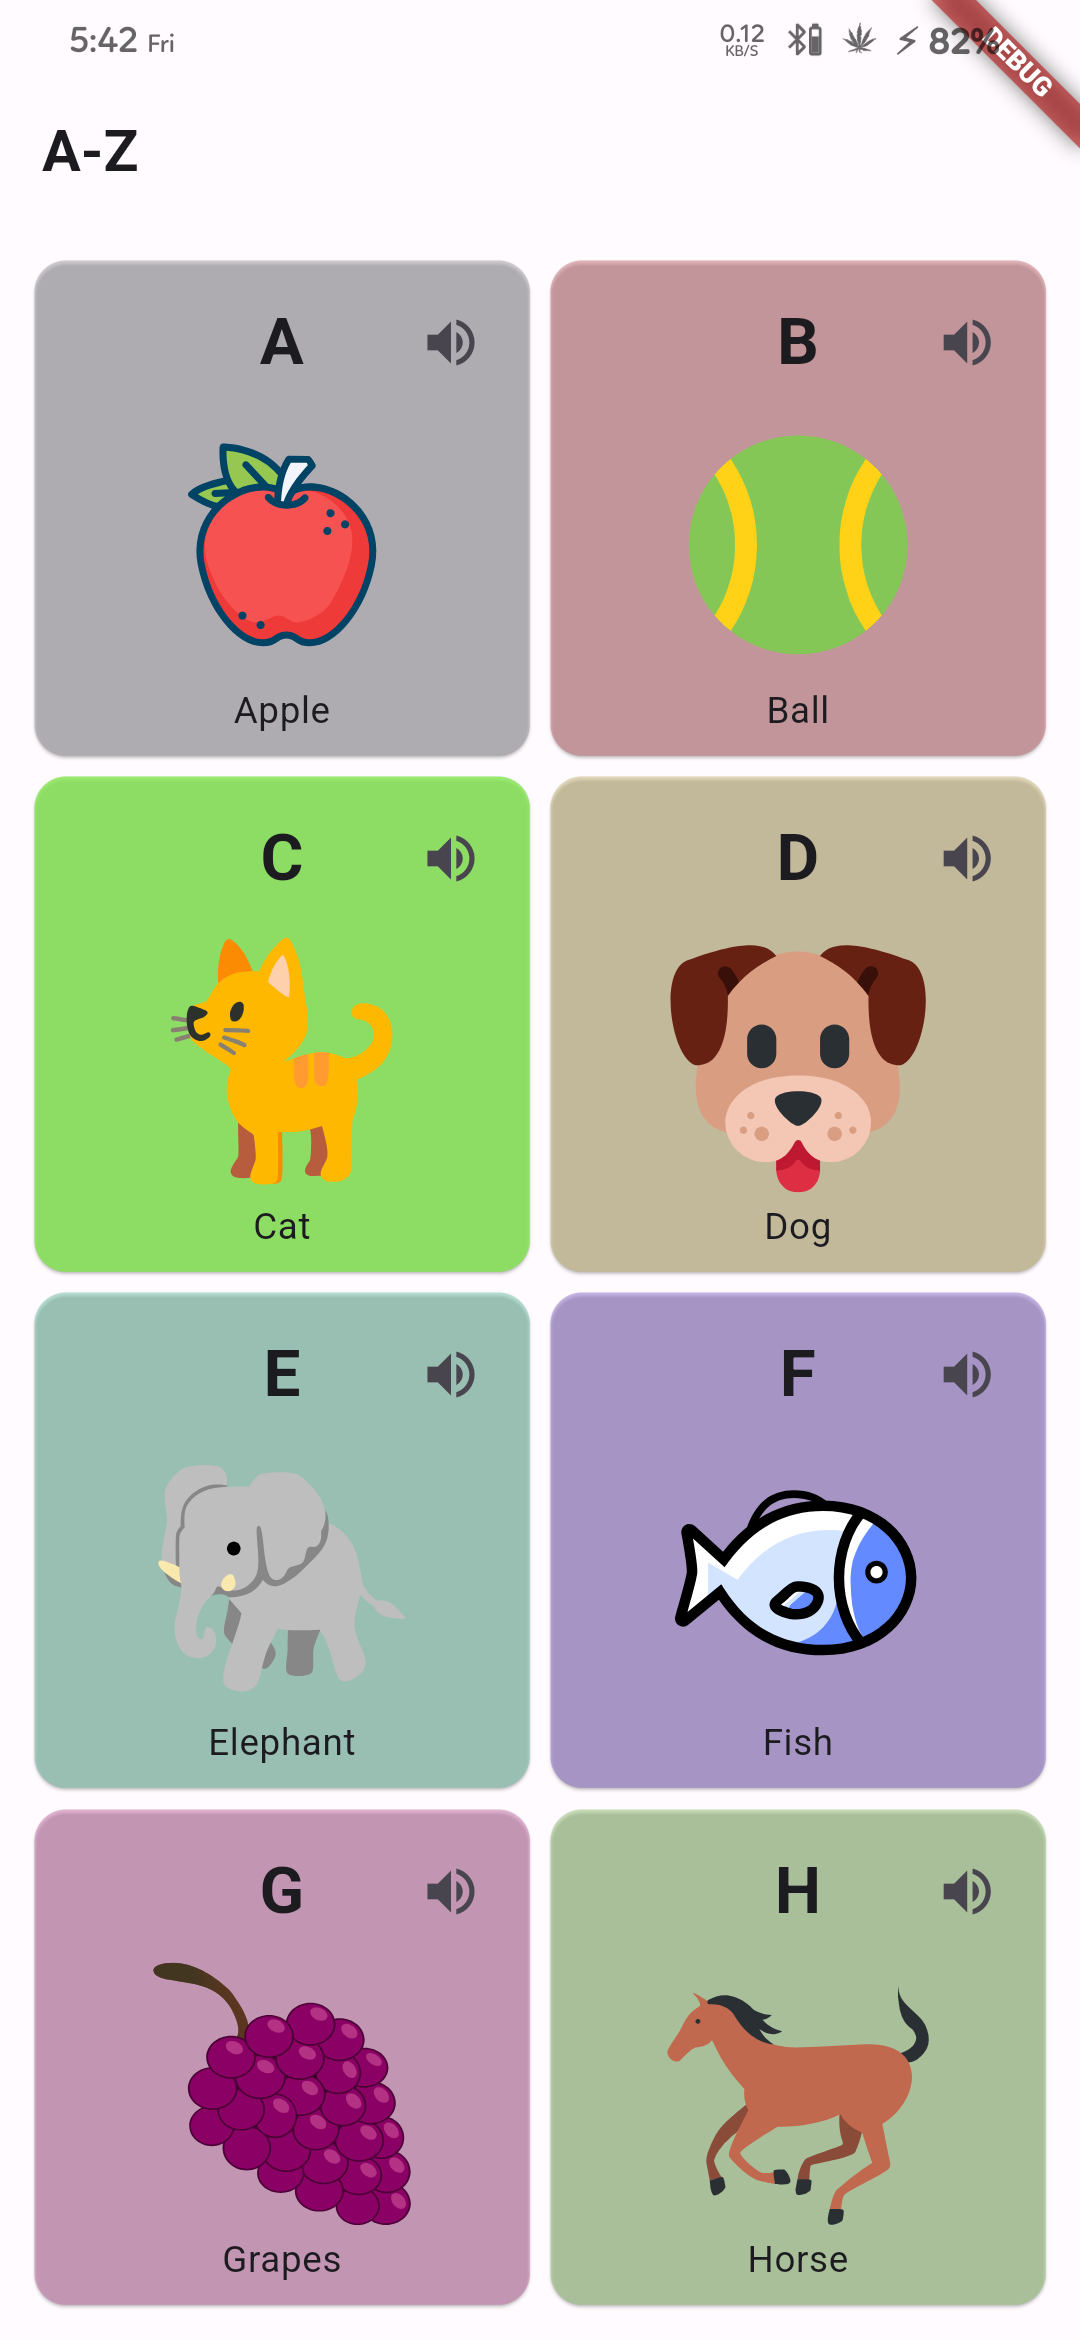 5:42 Fri
0.12
KB/S
82%
DEBUG
A-Z
A
B
Apple
Ball
C
D
Cat
Dog
E
F
Elephant
Fish
G
H
Grapes
Horse